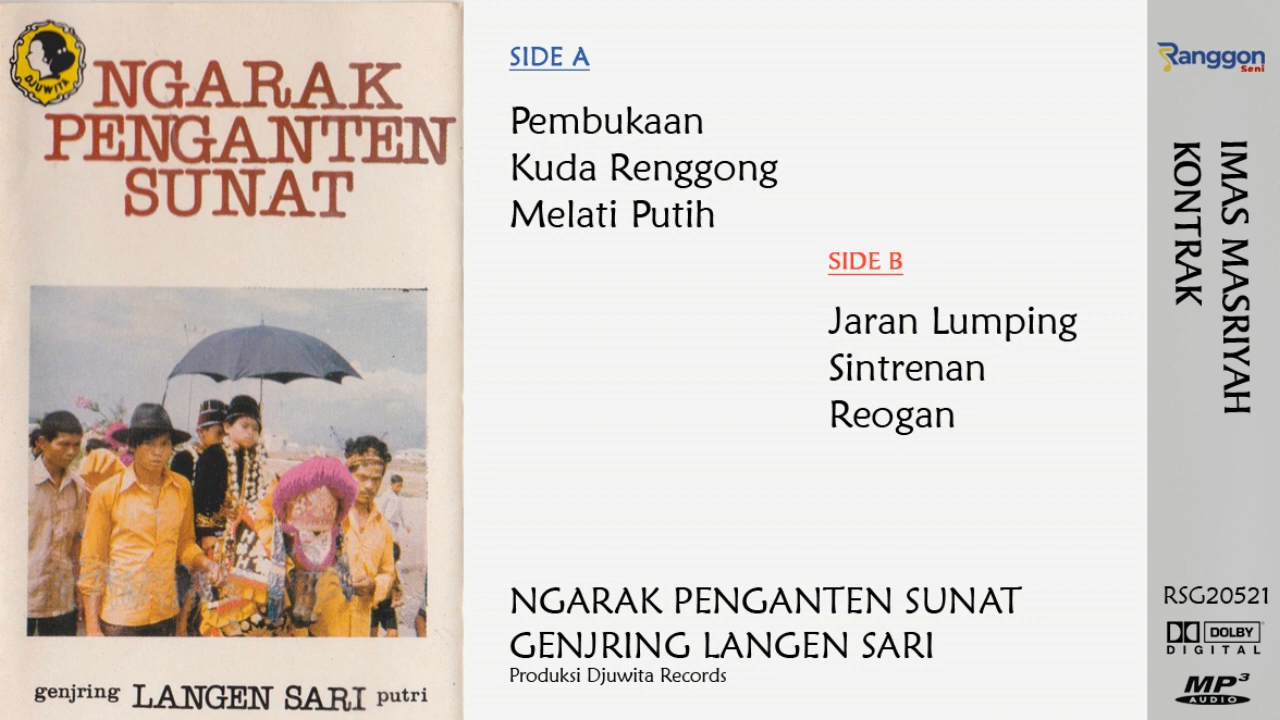 DJUWITA
NGARAK
PENGANTEN
SUNAT
genjring LANGEN SARI putri
SIDE A
Pembukaan
Kuda Renggong
Melati Putih
SIDE B
Jaran Lumping
Sintrenan
Reogan
NGARAK PENGANTEN SUNAT
GENJRING LANGEN SARI
Produksi Djuwita Records
Ranggon
Seni
IMAS MASRIYAH
KONTRAK
RSG20521
DOLBY
DIGITAL
MP3
AUDIO